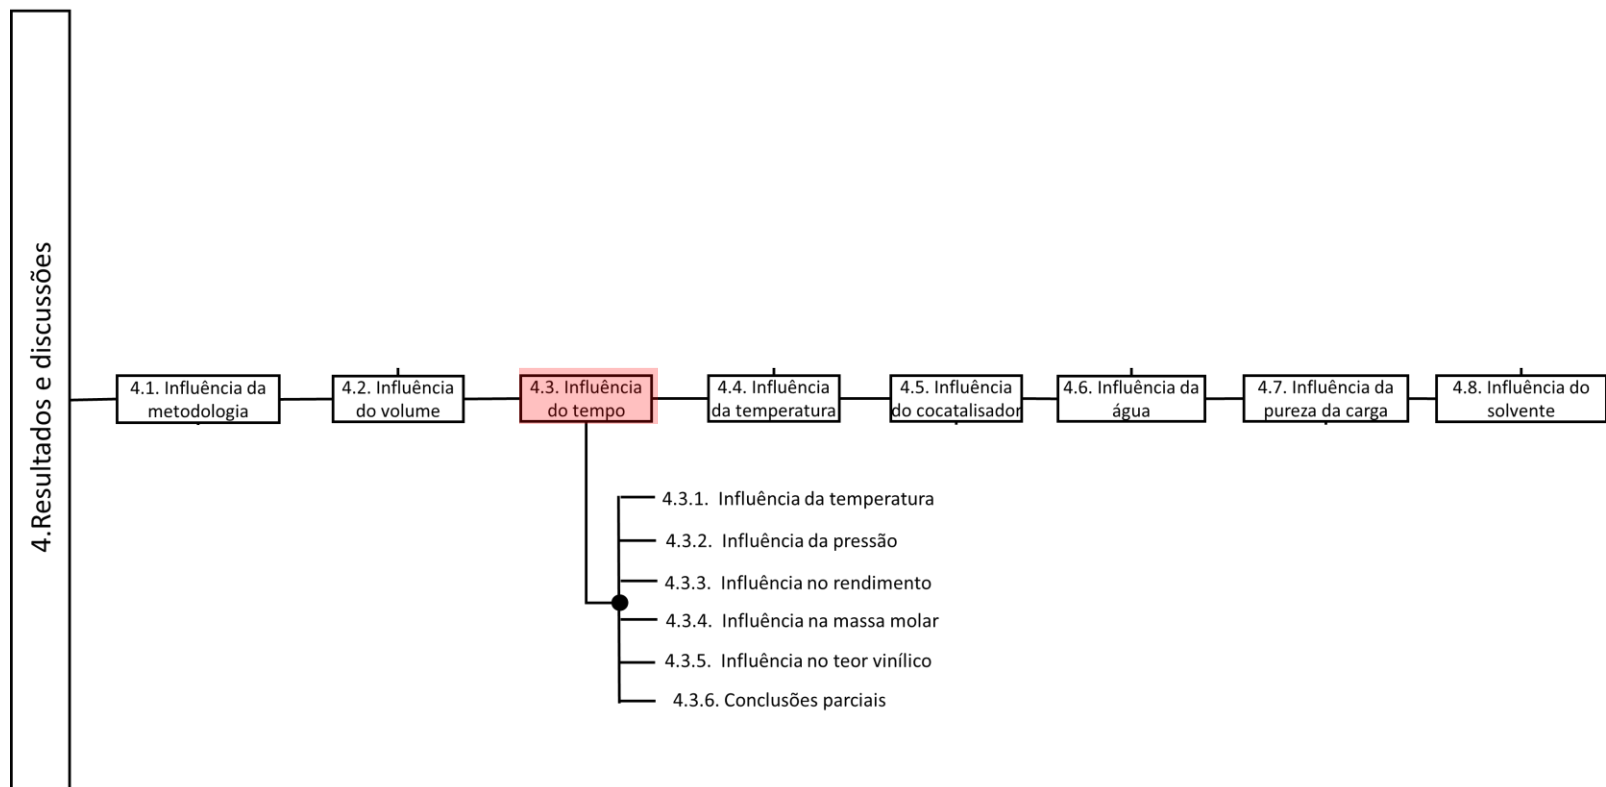 4.Resultados e discussões
4.1. Influência da
metodologia
4.2. Influência
do volume
4.3. Influência
do tempo
4.4. Influência
da temperatura
4.5. Influência
do cocatalisador
4.6. Influência da
água
4.7. Influência da
pureza da carga
4.8. Influência do
solvente
4.3.1. Influência da temperatura
4.3.2. Influência da pressão
4.3.3. Influência no rendimento
4.3.4. Influência na massa molar
4.3.5. Influência no teor vinílico
4.3.6. Conclusões parciais